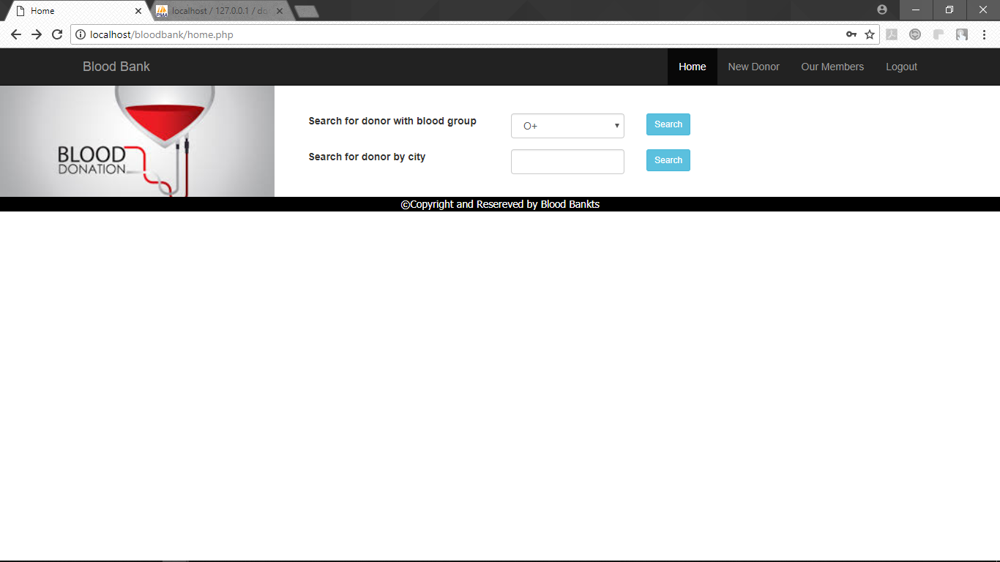 Home
localhost / 127.0.0.1 / do
localhost/bloodbank/home.php
Blood Bank Home New Donor Our Members Logout
BLOOD
DONATION
Search for donor with blood group O+ Search
Search for donor by city Search
©Copyright and Resereved by Blood Bankts